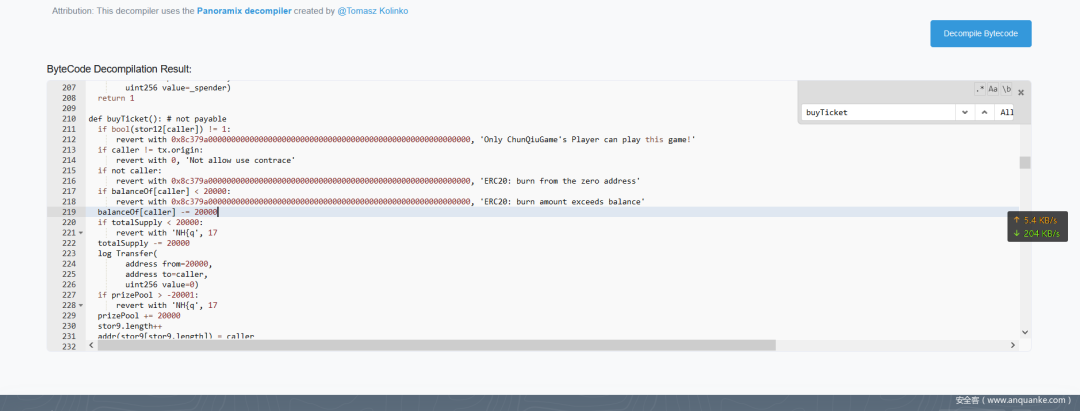 Attribution: This decompiler uses the Panoramix decompiler created by @Tomasz Kolinko
Decompile Bytecode
ByteCode Decompilation Result:
.* Aa \b ×
buyTicket All
207 uint256 value=_spender)
208 return 1
209
210 def buyTicket(): # not payable
211 if bool(stor12[caller]) != 1:
212 revert with 0x8c379a000000000000000000000000000000000000000000000000000000000, 'Only ChunQiuGame's Player can play this game!'
213 if caller != tx.origin:
214 revert with 0, 'Not allow use contrace'
215 if not caller:
216 revert with 0x8c379a000000000000000000000000000000000000000000000000000000000, 'ERC20: burn from the zero address'
217 if balanceOf[caller] < 20000:
218 revert with 0x8c379a000000000000000000000000000000000000000000000000000000000, 'ERC20: burn amount exceeds balance'
219 balanceOf[caller] -= 20000
220 if totalSupply < 20000:
221 revert with 'NH{q', 17
222 totalSupply -= 20000
223 log Transfer(
224 address from=20000,
225 address to=caller,
226 uint256 value=0)
227 if prizePool > -20001:
228 revert with 'NH{q', 17
229 prizePool += 20000
230 stor9.length++
231 addr(stor9[stor9.length]) = caller
232
↑ 5.4 KB/s
↓ 204 KB/s
安全客 ( www.anquanke.com )